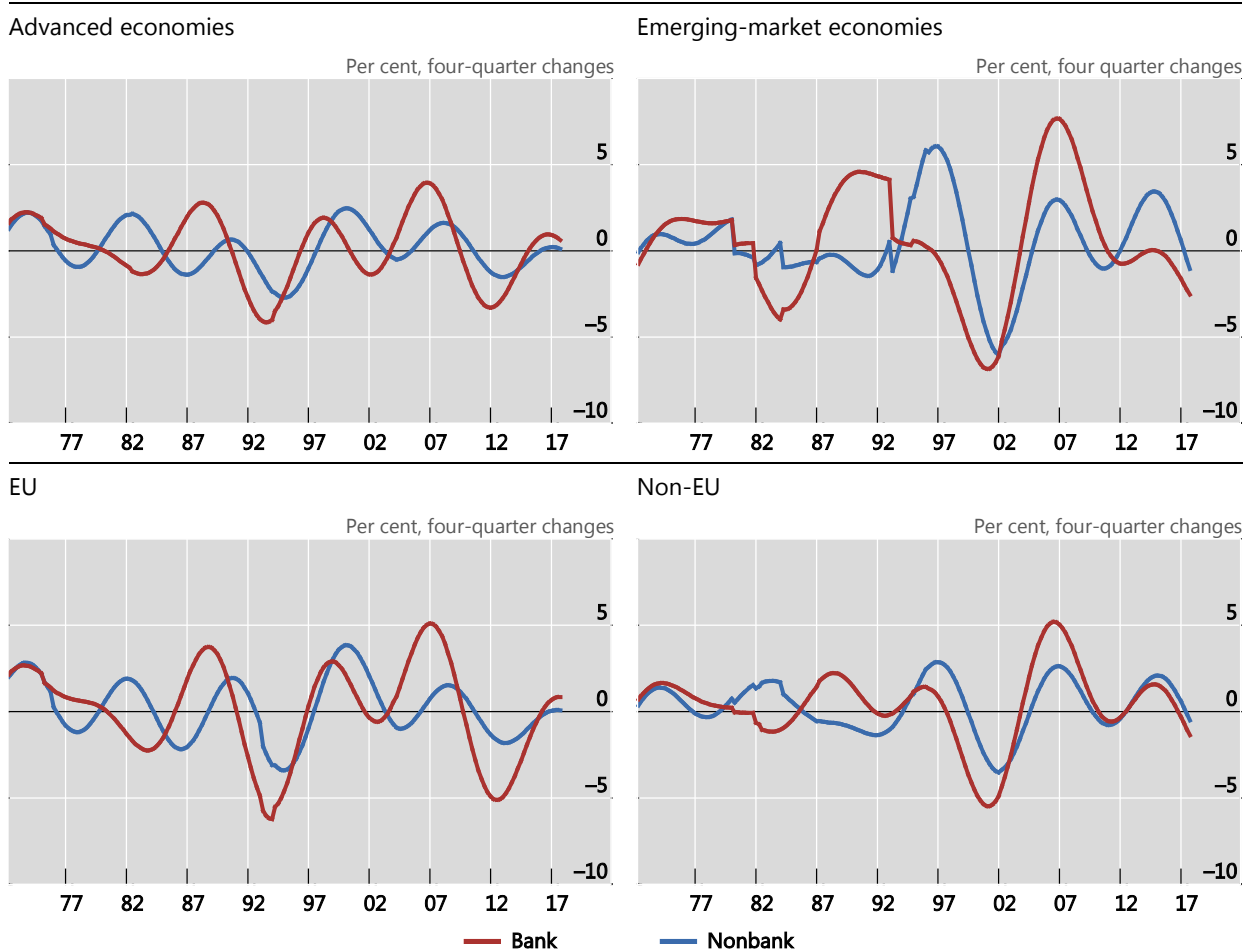 Advanced economies
Emerging-market economies
Per cent, four-quarter changes
Per cent, four quarter changes
5
0
–5
–10
77 82 87 92 97 02 07 12 17
5
0
–5
–10
77 82 87 92 97 02 07 12 17
EU
Non-EU
Per cent, four-quarter changes
Per cent, four-quarter changes
5
0
–5
–10
77 82 87 92 97 02 07 12 17
5
0
–5
–10
77 82 87 92 97 02 07 12 17
Bank Nonbank